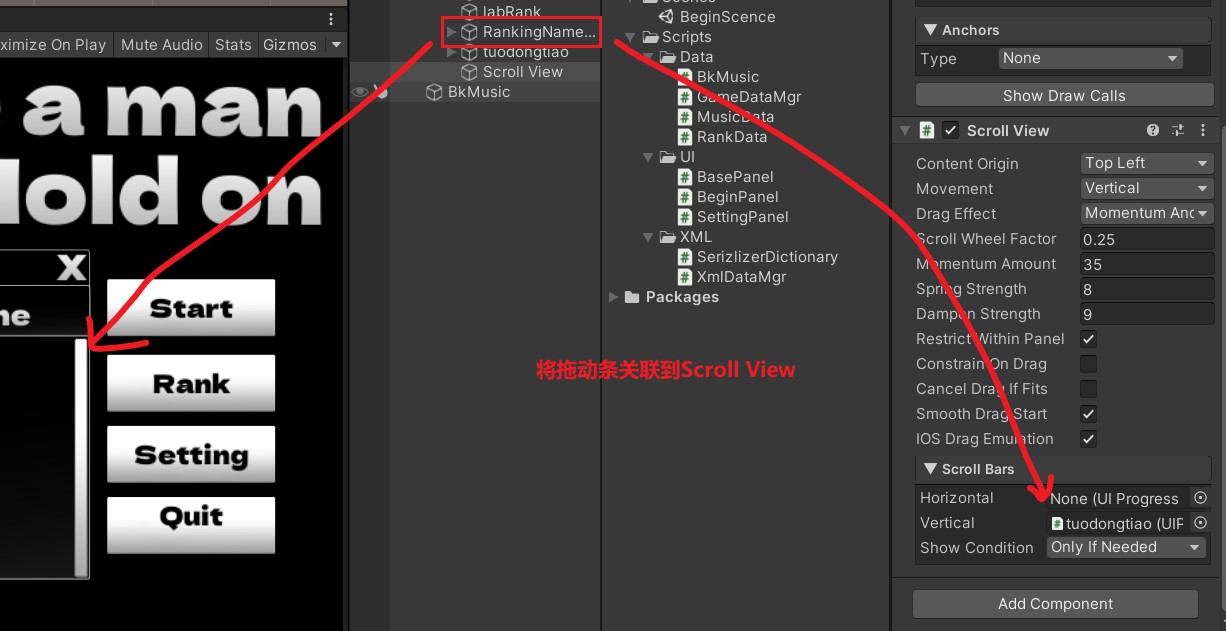 ximize On Play
Mute Audio
Stats
Gizmos
a man
Hold on
X
me
Start
Rank
Setting
Quit
labRank
RankingName...
tuodongtiao
Scroll View
BkMusic
BeginScence
Scripts
Data
BkMusic
GameDataMgr
MusicData
RankData
UI
BasePanel
BeginPanel
SettingPanel
XML
SerizlizerDictionary
XmlDataMgr
Packages
将拖动条关联到Scroll View
Anchors
Type None
Show Draw Calls
Scroll View
Content Origin Top Left
Movement Vertical
Drag Effect Momentum Anc
Scroll Wheel Factor 0.25
Momentum Amount 35
Spring Strength 8
Dampen Strength 9
Restrict Within Panel
Constrain On Drag
Cancel Drag If Fits
Smooth Drag Start
IOS Drag Emulation
Scroll Bars
Horizontal None (UI Progress
Vertical tuodongtiao (UIF
Show Condition Only If Needed
Add Component